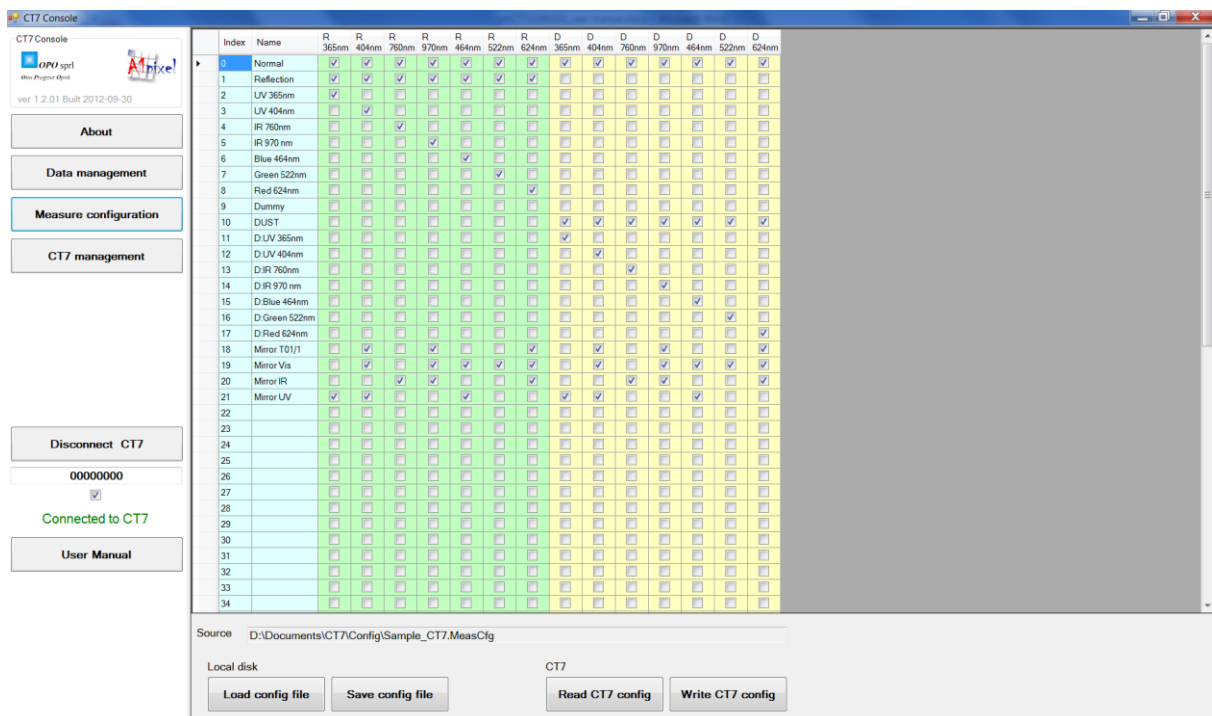 CT7 Console
CT7 Console
OPO sprl
Alpixel
ver 1.2.01 Built 2012-09-30
About
Data management
Measure configuration
CT7 management
Disconnect CT7
00000000
Connected to CT7
User Manual
Index Name R 365nm R 404nm R 760nm R 970nm R 464nm R 522nm R 624nm D 365nm D 404nm D 760nm D 970nm D 464nm D 522nm D 624nm
0 Normal
1 Reflection
2 UV 365nm
3 UV 404nm
4 IR 760nm
5 IR 970 nm
6 Blue 464nm
7 Green 522nm
8 Red 624nm
9 Dummy
10 DUST
11 D:UV 365nm
12 D:UV 404nm
13 D:IR 760nm
14 D:IR 970 nm
15 D:Blue 464nm
16 D:Green 522nm
17 D:Red 624nm
18 Mirror T01/1
19 Mirror Vis
20 Mirror IR
21 Mirror UV
22
23
24
25
26
27
28
29
30
31
32
33
34
Source D:\Documents\CT7\Config\Sample_CT7.MeasCfg
Local disk CT7
Load config file Save config file Read CT7 config Write CT7 config